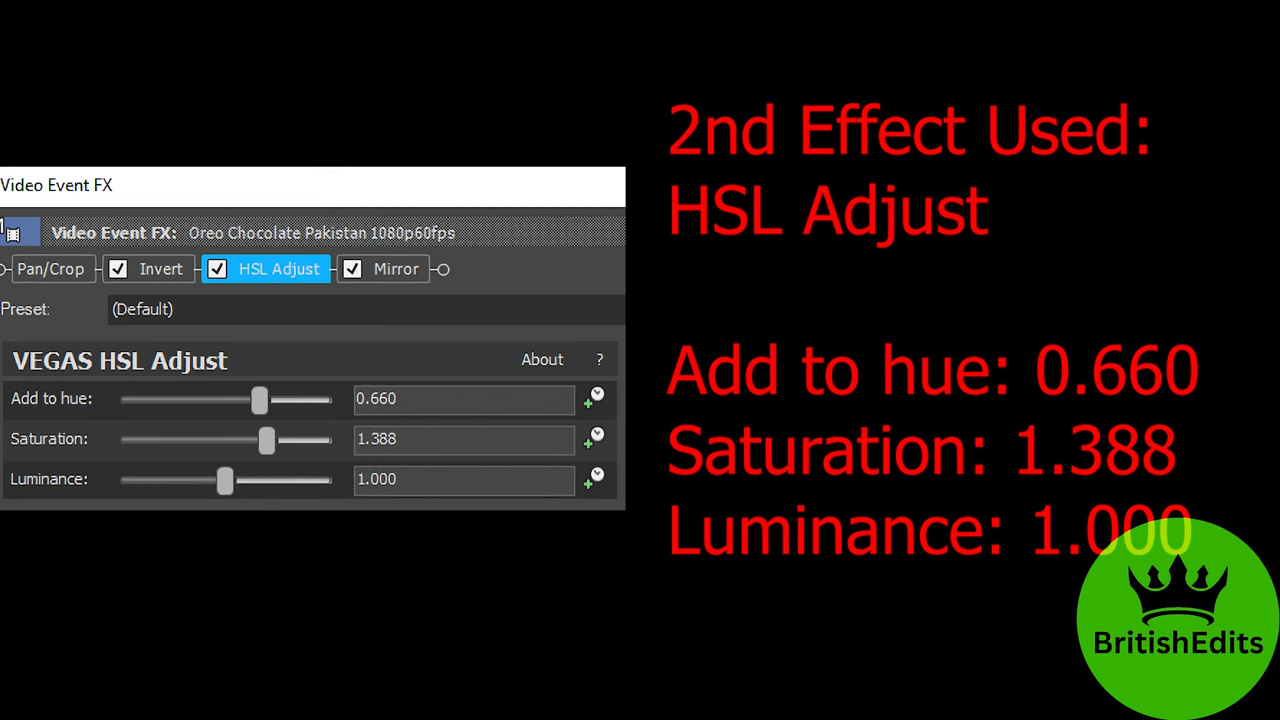 Video Event FX
Video Event FX: Oreo Chocolate Pakistan 1080p60fps
Pan/Crop Invert HSL Adjust Mirror
Preset: (Default)
VEGAS HSL Adjust About ?
Add to hue: 0.660
Saturation: 1.388
Luminance: 1.000
2nd Effect Used:
HSL Adjust
Add to hue: 0.660
Saturation: 1.388
Luminance: 1.000
BritishEdits